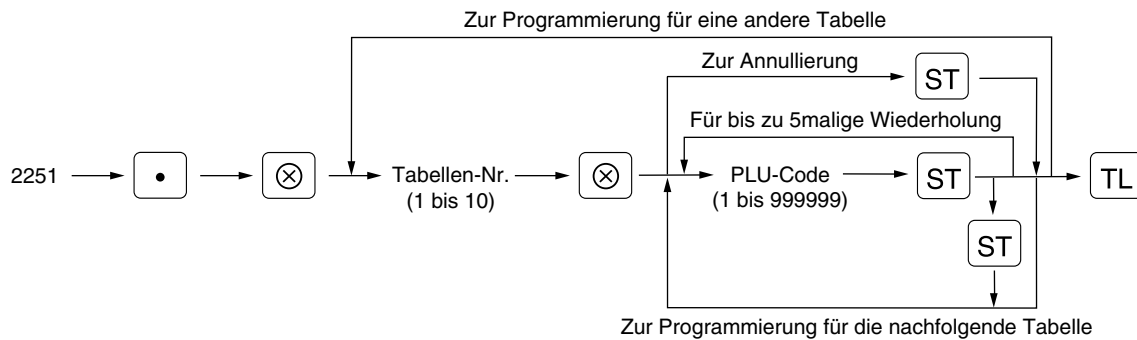 Zur Programmierung für eine andere Tabelle
Zur Annullierung
ST
Für bis zu 5malige Wiederholung
2251
•
⊗
Tabellen-Nr.
(1 bis 10)
⊗
PLU-Code
(1 bis 999999)
ST
TL
ST
Zur Programmierung für die nachfolgende Tabelle